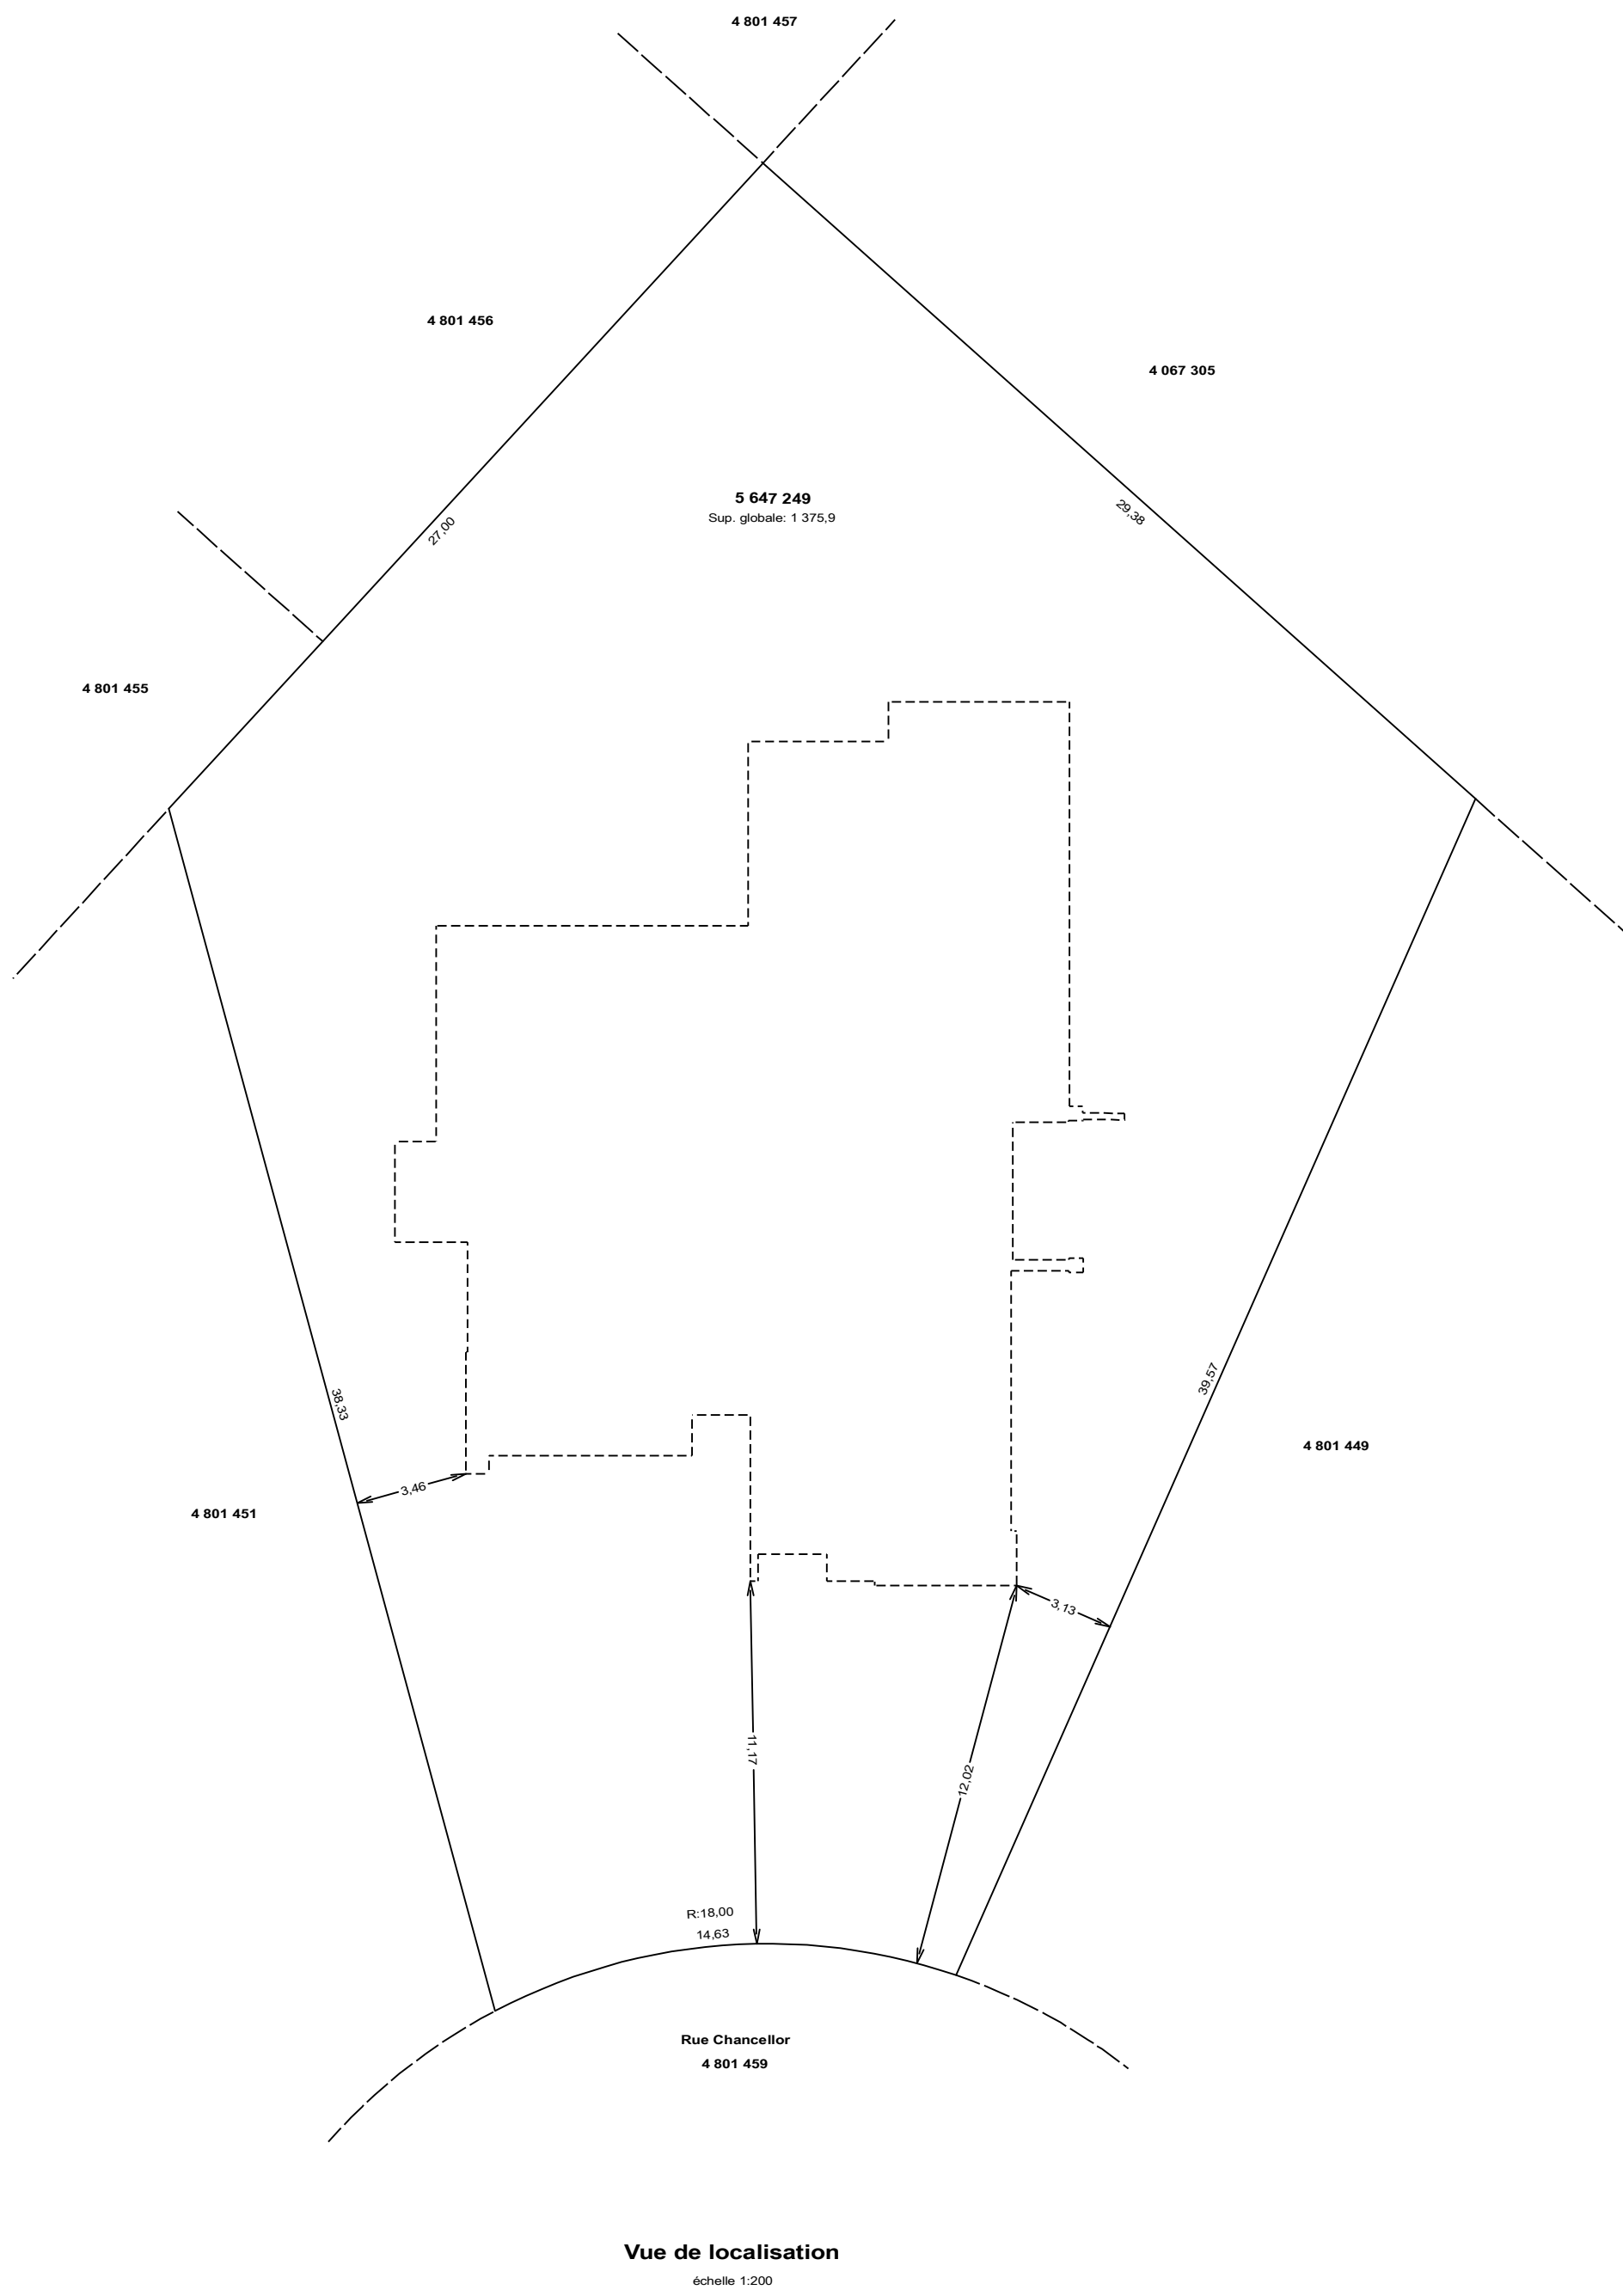 4 801 457
4 801 456
4 067 305
5 647 249
Sup. globale: 1 375,9
29,38
27,00
4 801 455
39,57
38,33
4 801 449
3,46
4 801 451
3,13
11,17
12,02
R:18,00
14,63
Rue Chancellor
4 801 459
Vue de localisation
échelle 1:200